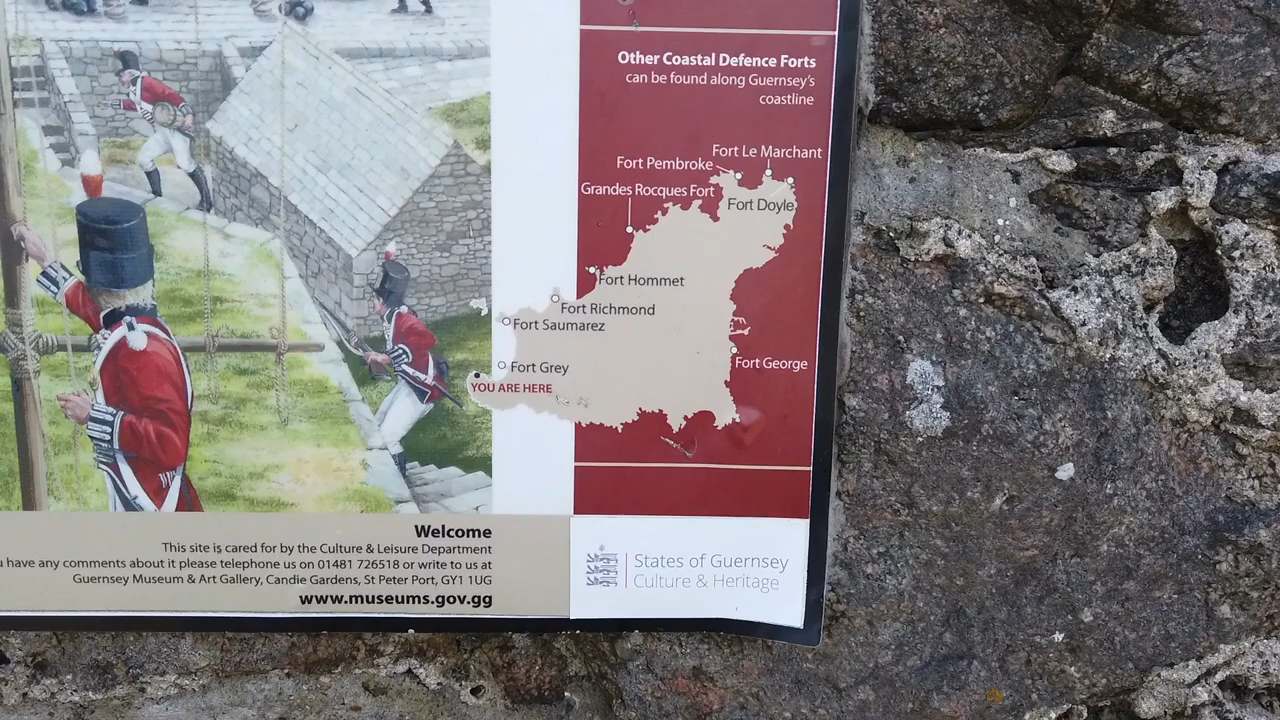 Other Coastal Defence Forts
can be found along Guernsey's
coastline
Fort Le Marchant
Fort Pembroke
Grandes Rocques Fort
Fort Doyle
Fort Hommet
Fort Richmond
Fort Saumarez
Fort George
Fort Grey
YOU ARE HERE
Welcome
This site is cared for by the Culture & Leisure Department
have any comments about it please telephone us on 01481 726518 or write to us at
Guernsey Museum & Art Gallery, Candie Gardens, St Peter Port, GY1 1UG
www.museums.gov.gg
States of Guernsey
Culture & Heritage